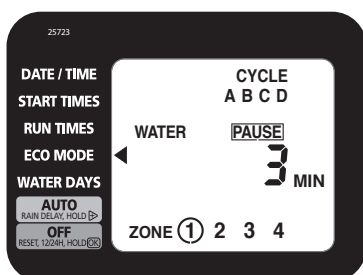 25723
DATE / TIME
START TIMES
RUN TIMES
ECO MODE
WATER DAYS
AUTO
RAIN DELAY, HOLD
OFF
RESET, 12/24H, HOLD OK
CYCLE
A B C D
WATER PAUSE
3 MIN
ZONE 1 2 3 4